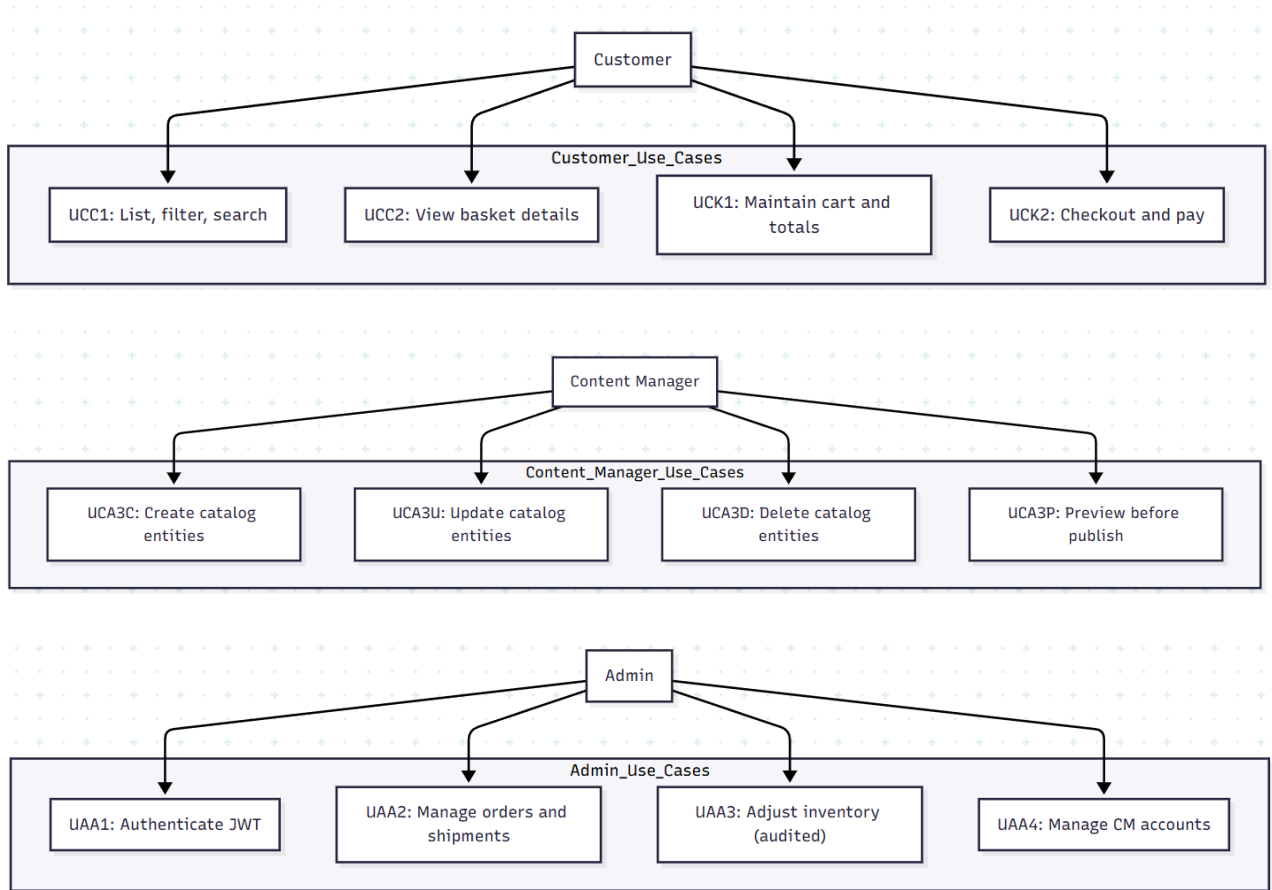 Customer
Customer_Use_Cases
UCC1: List, filter, search
UCC2: View basket details
UCK1: Maintain cart and
totals
UCK2: Checkout and pay
Content Manager
Content_Manager_Use_Cases
UCA3C: Create catalog
entities
UCA3U: Update catalog
entities
UCA3D: Delete catalog
entities
UCA3P: Preview before
publish
Admin
Admin_Use_Cases
UAA1: Authenticate JWT
UAA2: Manage orders and
shipments
UAA3: Adjust inventory
(audited)
UAA4: Manage CM accounts